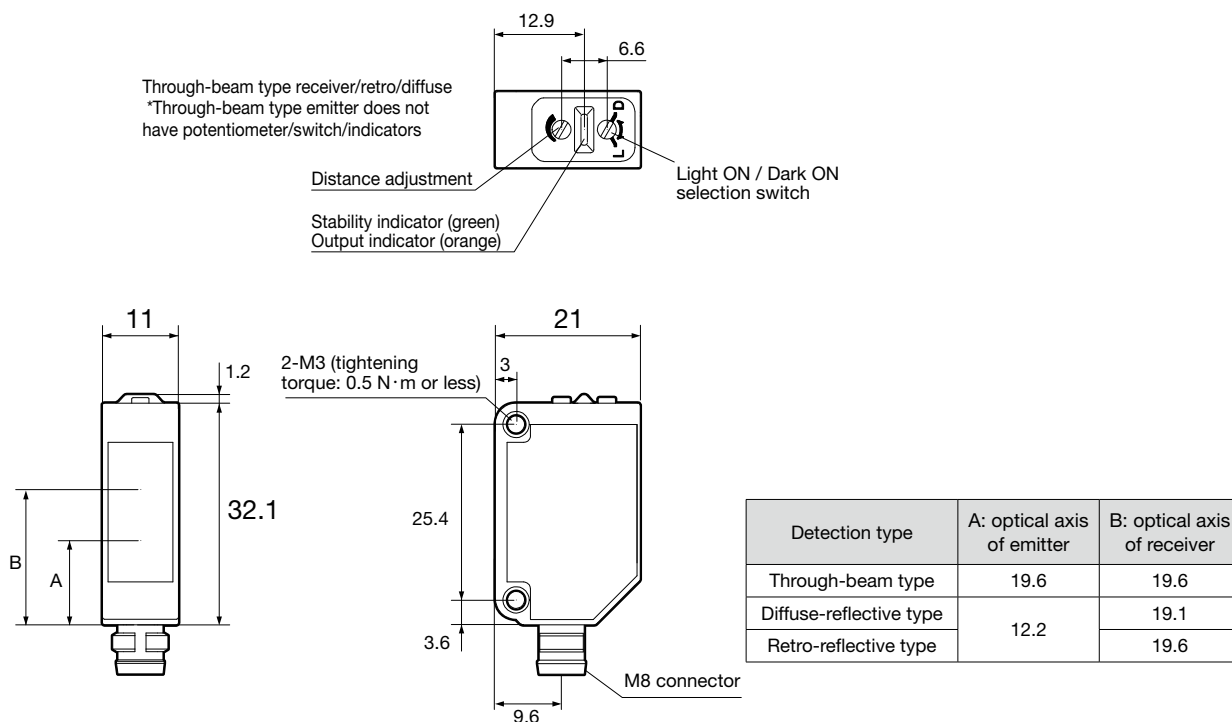 12.9
6.6
Through-beam type receiver/retro/diffuse
*Through-beam type emitter does not
have potentiometer/switch/indicators
D
L
Distance adjustment
Light ON / Dark ON
selection switch
Stability indicator (green)
Output indicator (orange)
11
21
1.2
2-M3 (tightening
torque: 0.5 N·m or less)
3
32.1
25.4
B
A
3.6
M8 connector
9.6
Detection type
A: optical axis
of emitter
B: optical axis
of receiver
Through-beam type 19.6 19.6
Diffuse-reflective type 12.2 19.1
Retro-reflective type 19.6